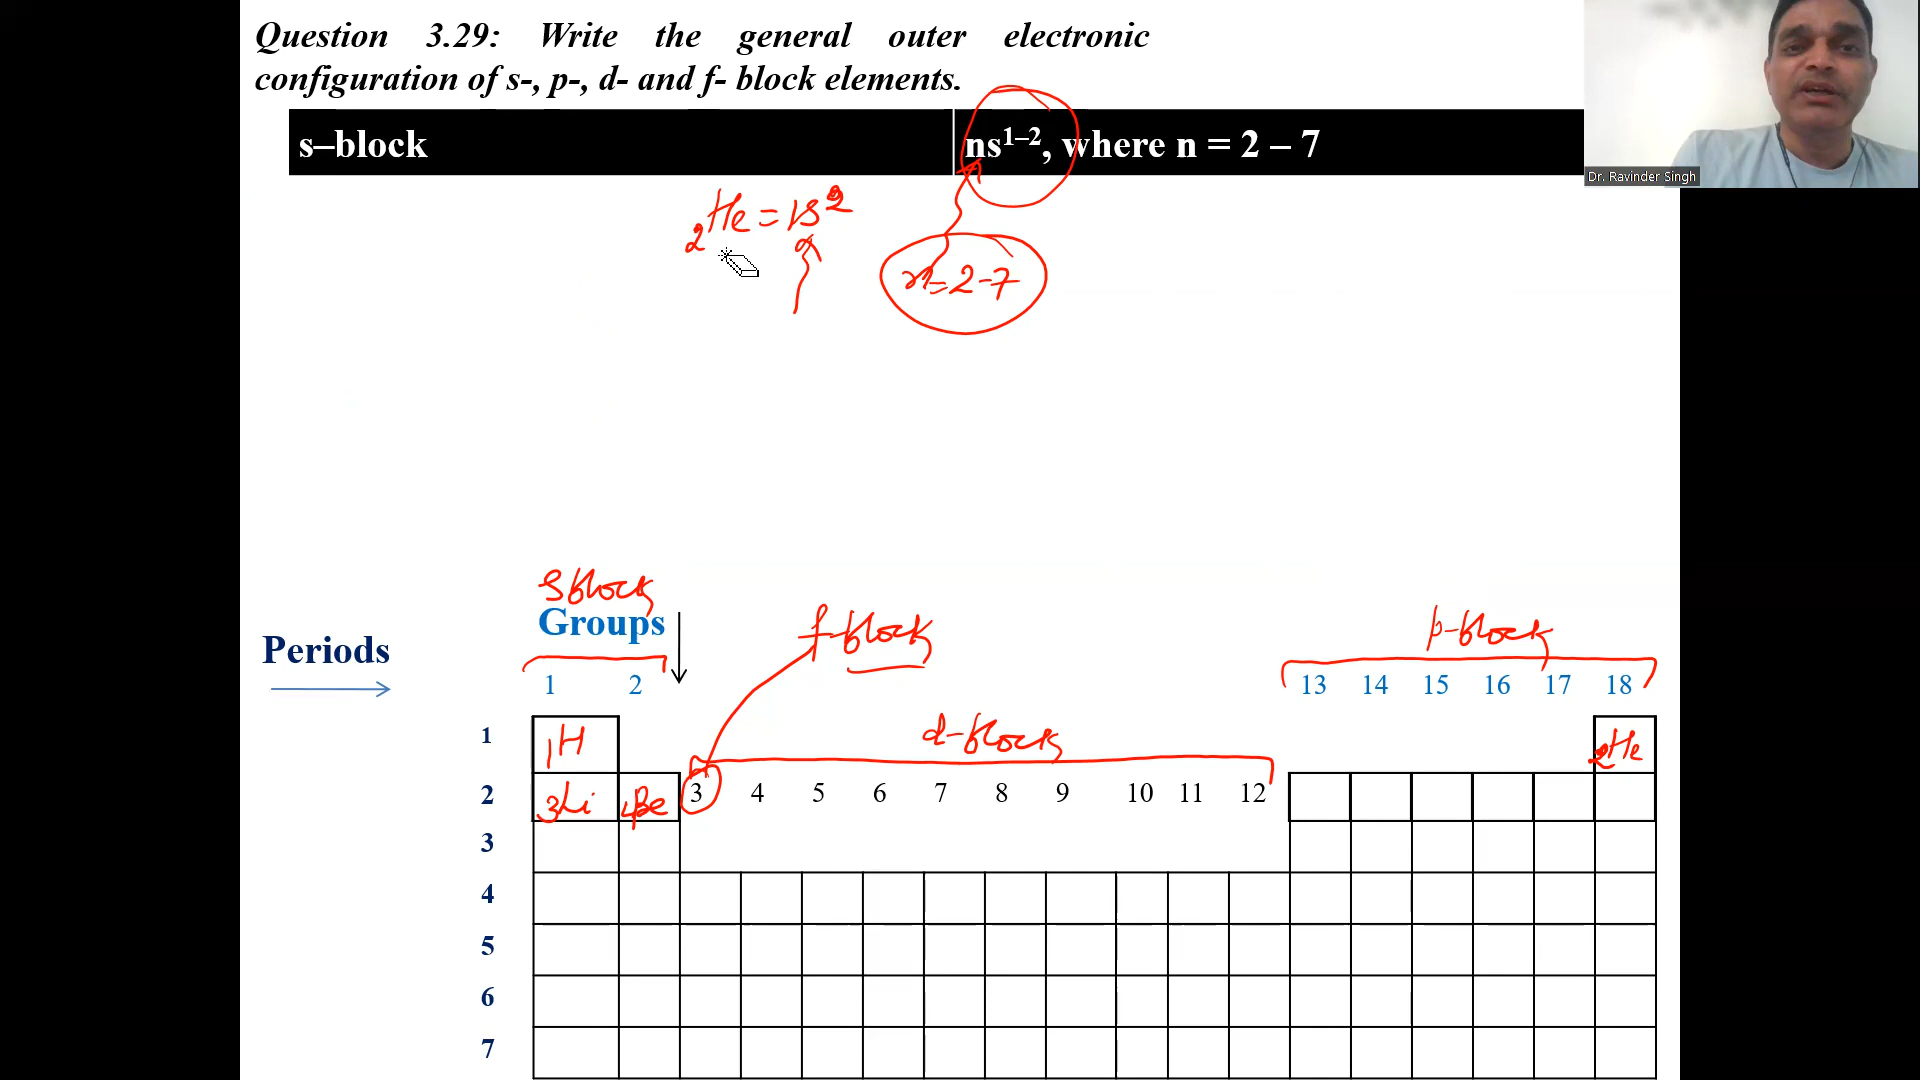 Question 3.29: Write the general outer electronic
configuration of s-, p-, d- and f- block elements.
s–block
ns¹⁻², where n = 2 – 7
Dr. Ravinder Singh
₂He = 1s²
n = 2 - 7
S block
Groups
f-block
p-block
Periods
1 2
13 14 15 16 17 18
d-block
1 ₁H ₂He
2 ₃Li ₄Be 3 4 5 6 7 8 9 10 11 12
3
4
5
6
7